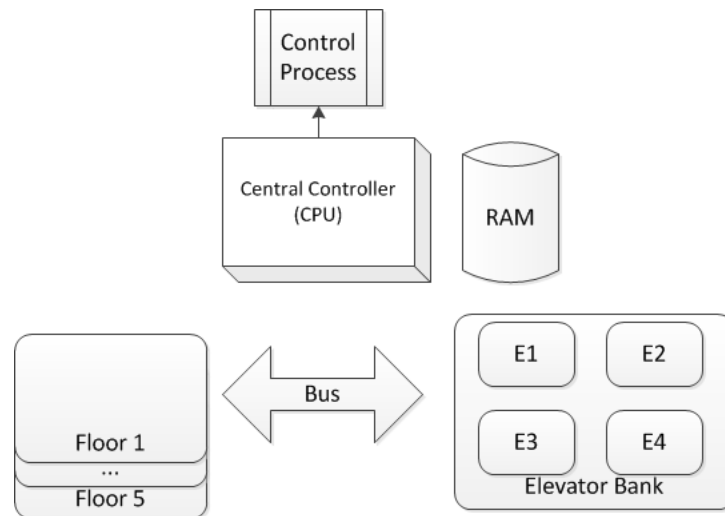 Control
Process
Central Controller
(CPU)
RAM
Floor 1
...
Floor 5
Bus
E1
E2
E3
E4
Elevator Bank